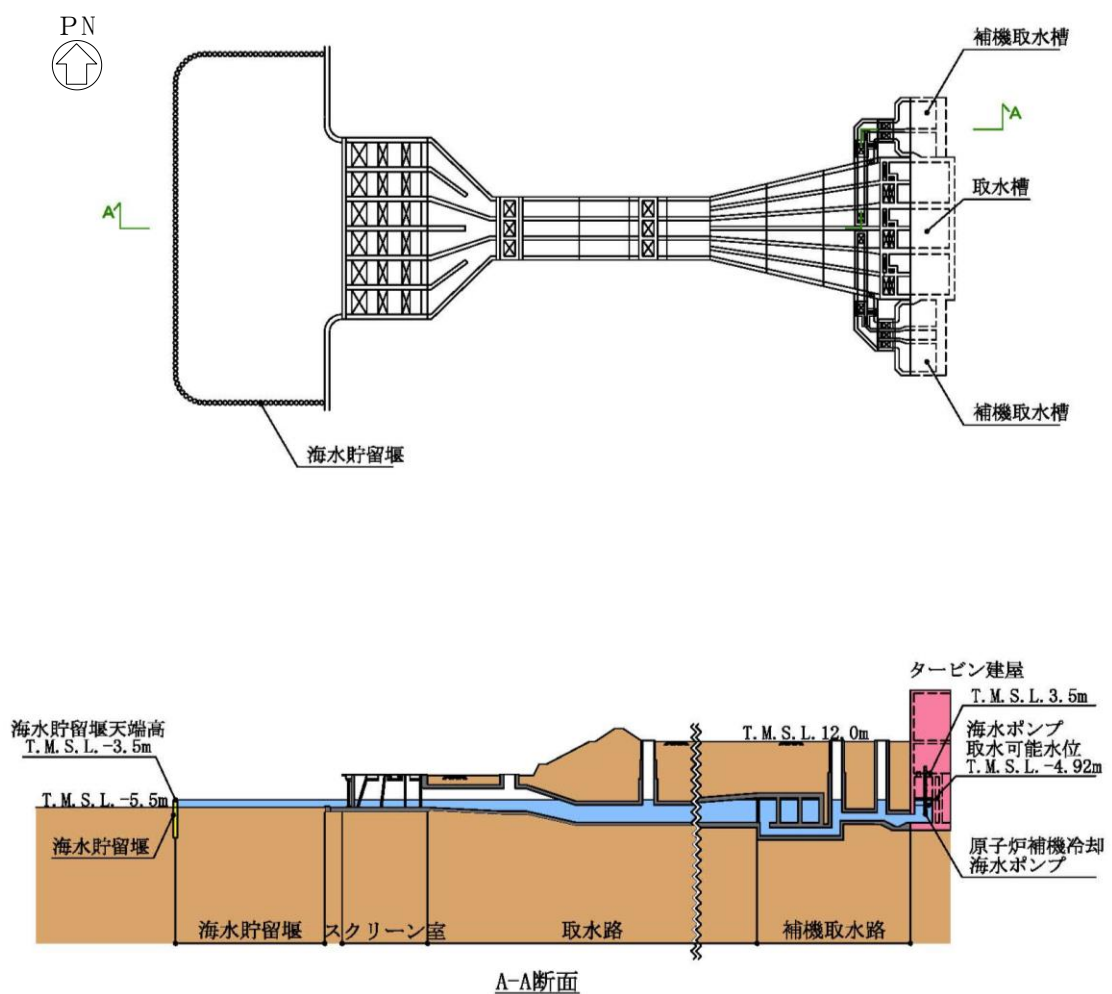 PN
補機取水槽
A
取水槽
A
補機取水槽
海水貯留堰
タービン建屋
T.M.S.L.3.5m
海水貯留堰天端高
T.M.S.L.-3.5m
T.M.S.L.12.0m
海水ポンプ
取水可能水位
T.M.S.L.-4.92m
T.M.S.L.-5.5m
海水貯留堰
原子炉補機冷却
海水ポンプ
海水貯留堰
スクリーン室
取水路
補機取水路
A-A断面